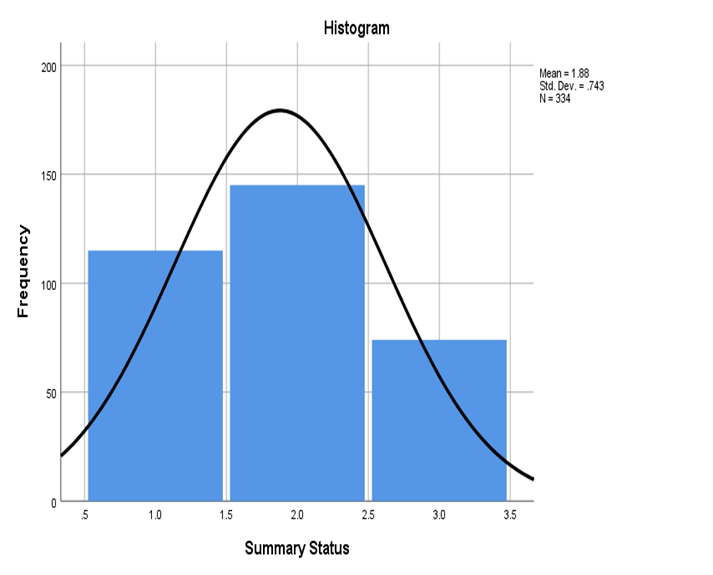 Histogram
Mean = 1.88
Std. Dev. = .743
N = 334
Frequency
200
150
100
50
0
.5 1.0 1.5 2.0 2.5 3.0 3.5
Summary Status